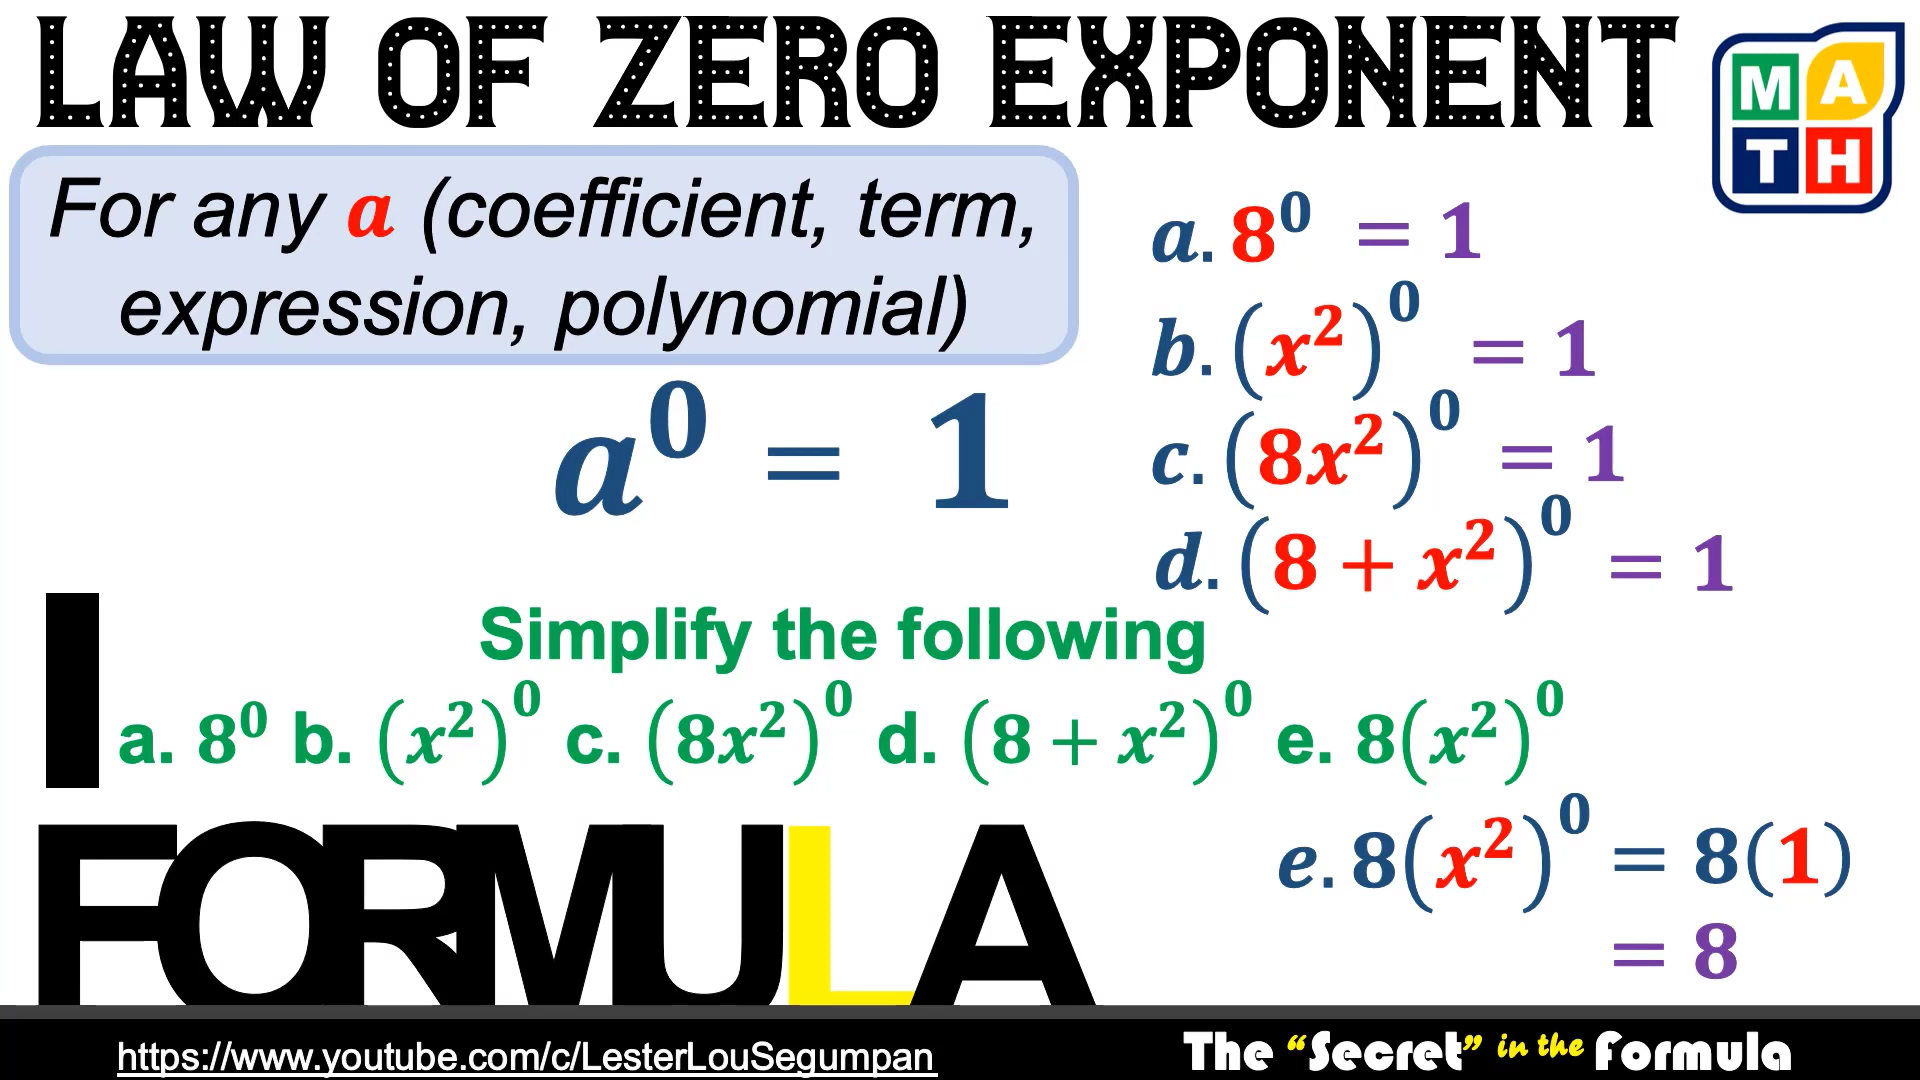 LAW OF ZERO EXPONENT
MATH
For any a (coefficient, term,
expression, polynomial)
a⁰ = 1
a. 8⁰ = 1
b. (x²)⁰ = 1
c. (8x²)⁰ = 1
d. (8 + x²)⁰ = 1
Simplify the following
a. 8⁰ b. (x²)⁰ c. (8x²)⁰ d. (8 + x²)⁰ e. 8(x²)⁰
e. 8(x²)⁰ = 8(1)
= 8
I
FORMULA
https://www.youtube.com/c/LesterLouSegumpan
The “Secret” in the Formula